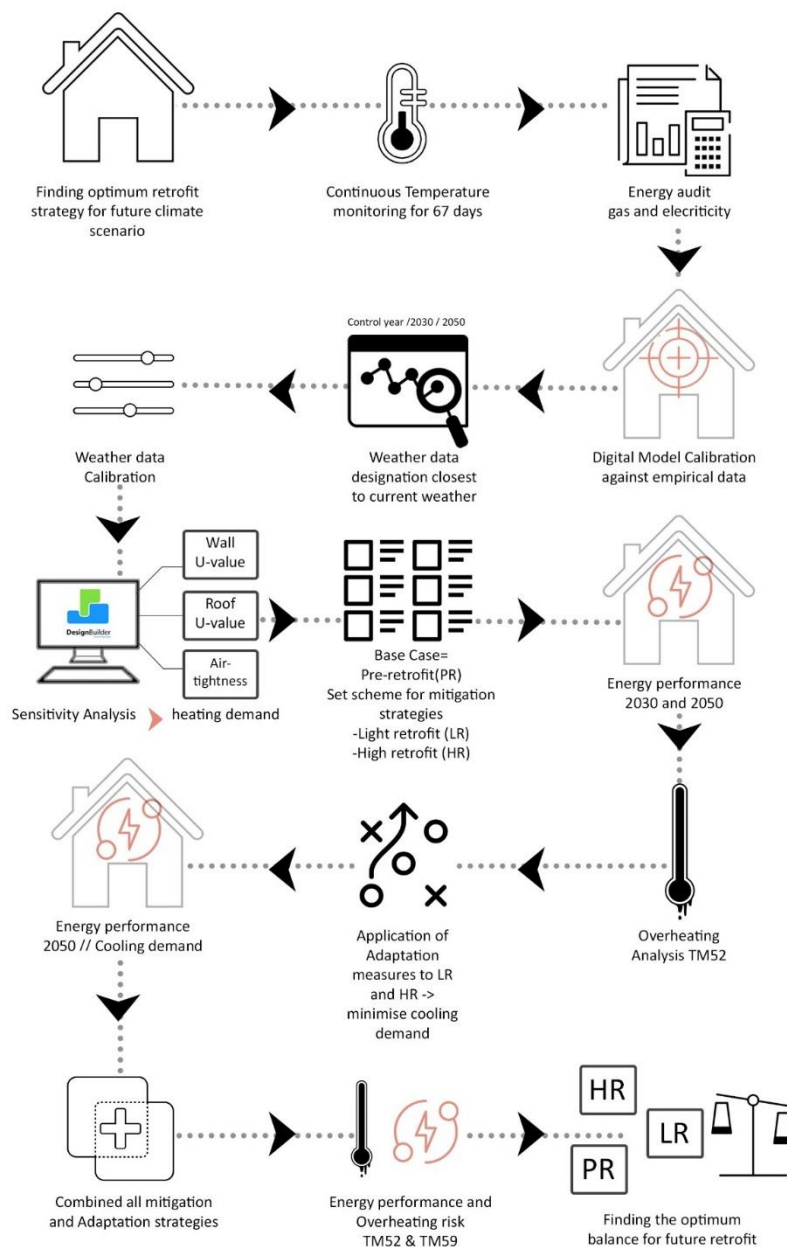 Finding optimum retrofit
strategy for future climate
scenario
Continuous Temperature
monitoring for 67 days
Energy audit
gas and elecriticity
Digital Model Calibration
against empirical data
Control year /2030 / 2050
Weather data
designation closest
to current weather
Weather data
Calibration
DesignBuilder
Wall
U-value
Roof
U-value
Air-
tightness
Sensitivity Analysis
heating demand
Base Case=
Pre-retrofit(PR)
Set scheme for mitigation
strategies
-Light retrofit (LR)
-High retrofit (HR)
Energy performance
2030 and 2050
Overheating
Analysis TM52
Application of
Adaptation
measures to LR
and HR ->
minimise cooling
demand
Energy performance
2050 // Cooling demand
Combined all mitigation
and Adaptation strategies
Energy performance and
Overheating risk
TM52 & TM59
HR
LR
PR
Finding the optimum
balance for future retrofit